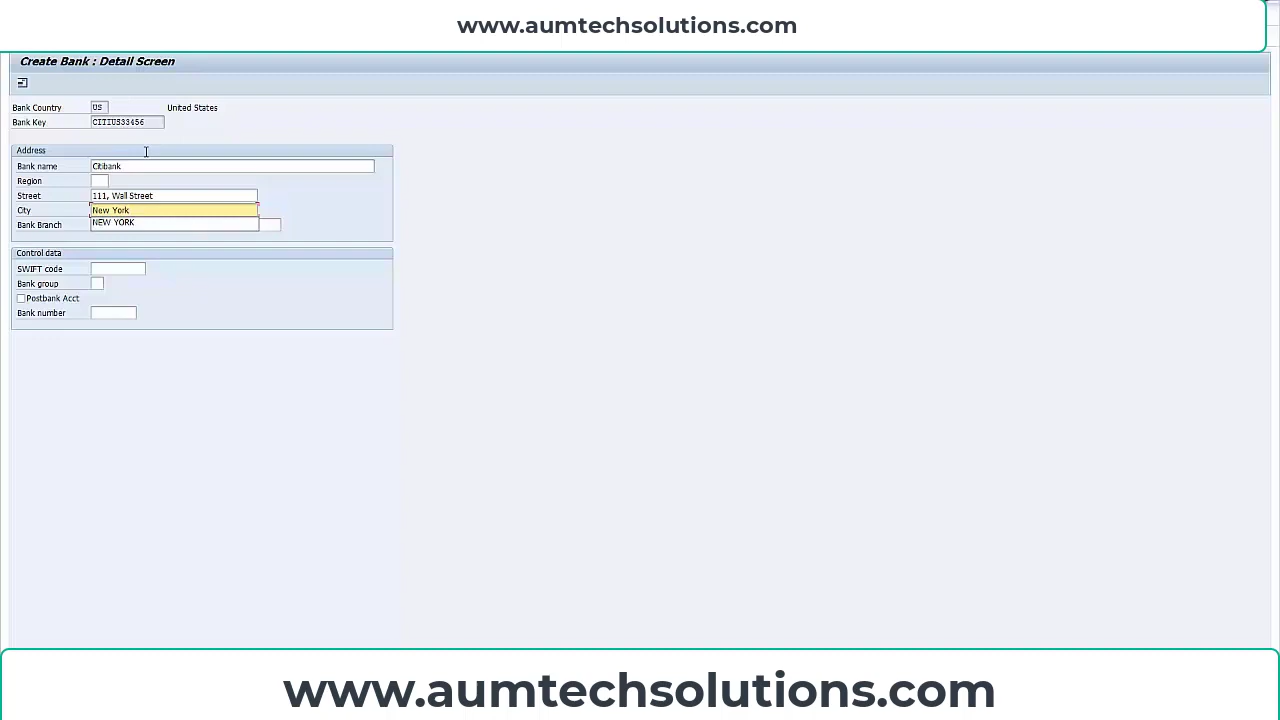 www.aumtechsolutions.com
Create Bank : Detail Screen
Bank Country US United States
Bank Key CITIUS33456
Address
Bank name Citibank
Region
Street 111, Wall Street
City New York
NEW YORK
Bank Branch
Control data
SWIFT code
Bank group
Postbank Acct
Bank number
www.aumtechsolutions.com